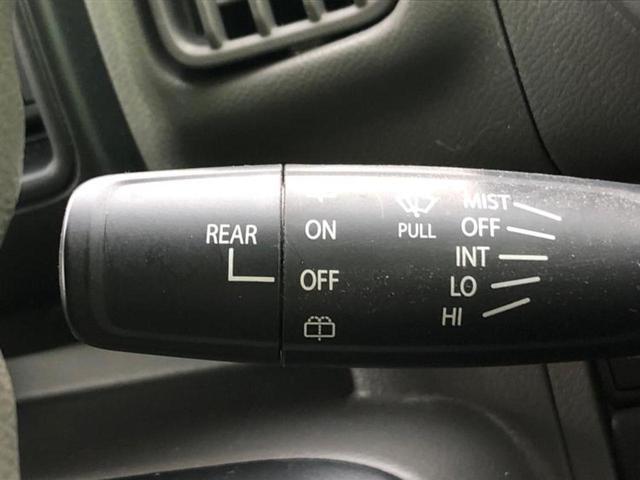 REAR
ON
OFF
PULL
MIST
OFF
INT
LO
HI